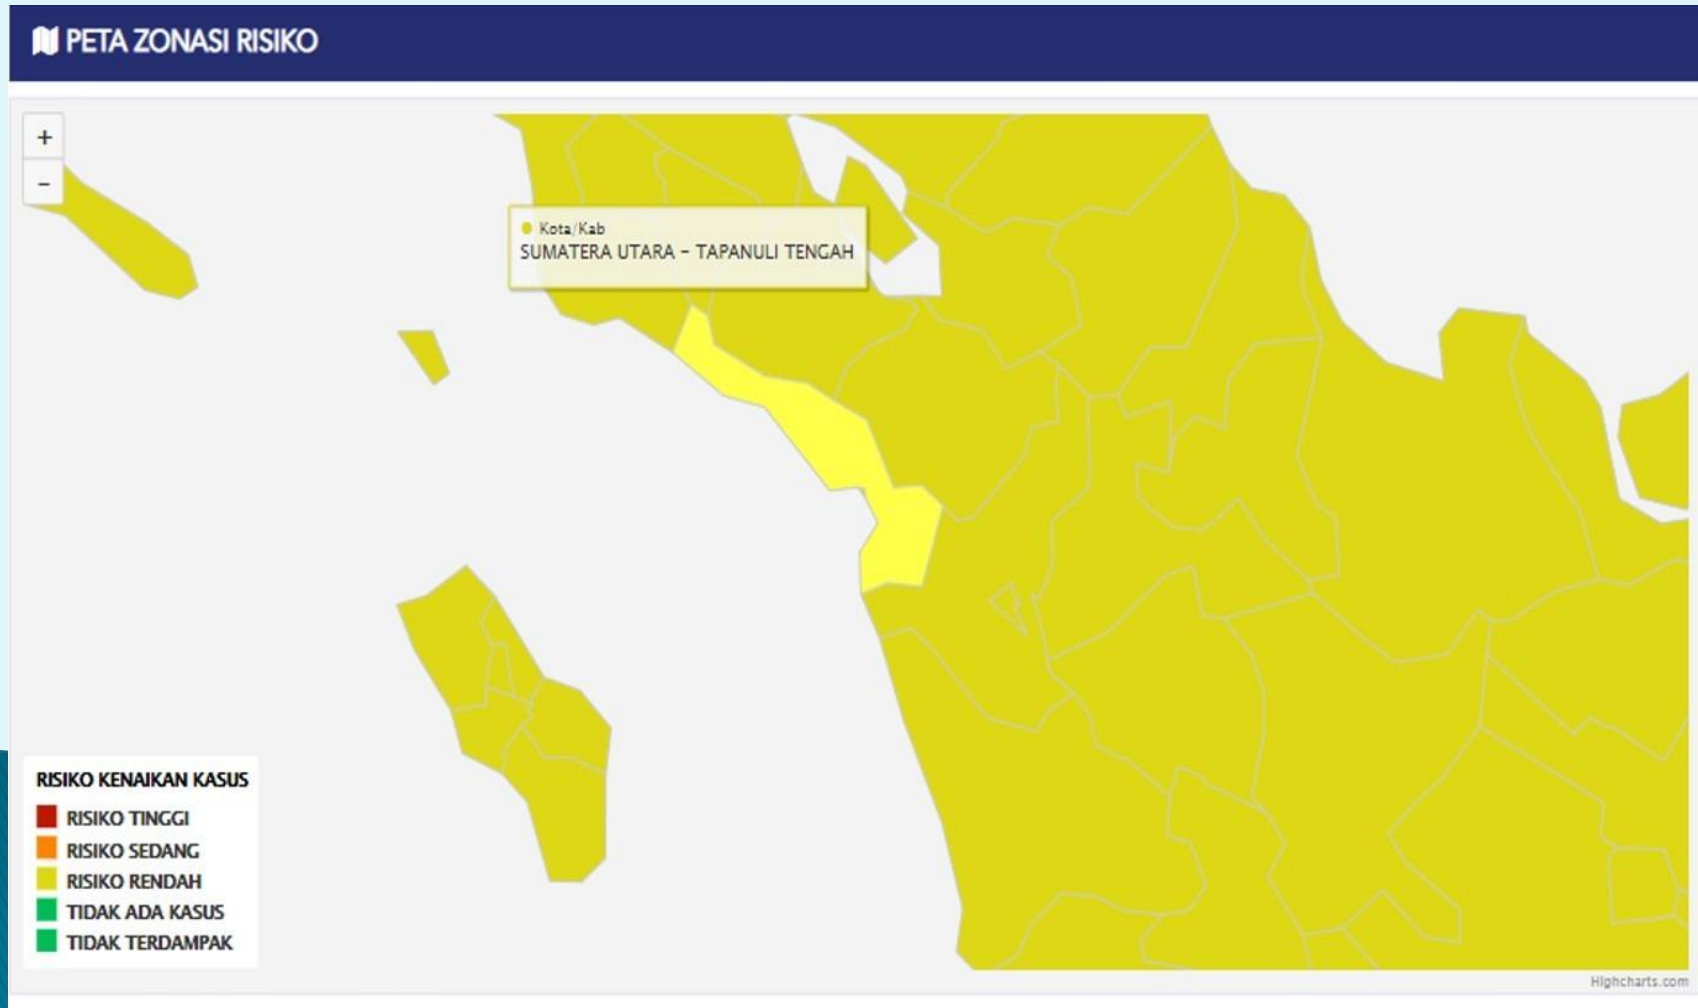 PETA ZONASI RISIKO
+
-
Kota/Kab
SUMATERA UTARA - TAPANULI TENGAH
RISIKO KENAIKAN KASUS
RISIKO TINGGI
RISIKO SEDANG
RISIKO RENDAH
TIDAK ADA KASUS
TIDAK TERDAMPAK
Highcharts.com